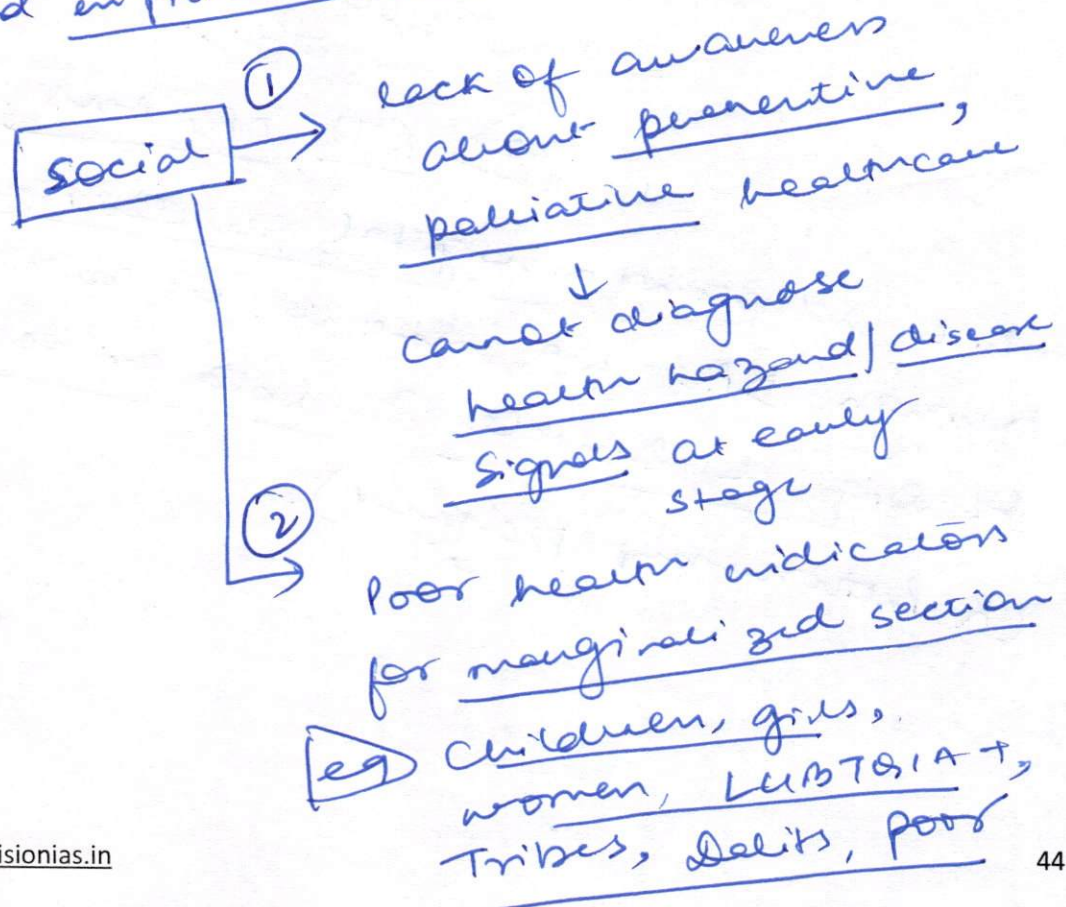 ① lack of awareness
Social → about preventive,
palliative healthcare
↓
cannot diagnose
health hazard/disease
signals at early
stage
② Poor health indicators
for marginalized section
eg Children, girls,
women, LGBTQIA+,
Tribes, Dalits, poor
isionias.in
44